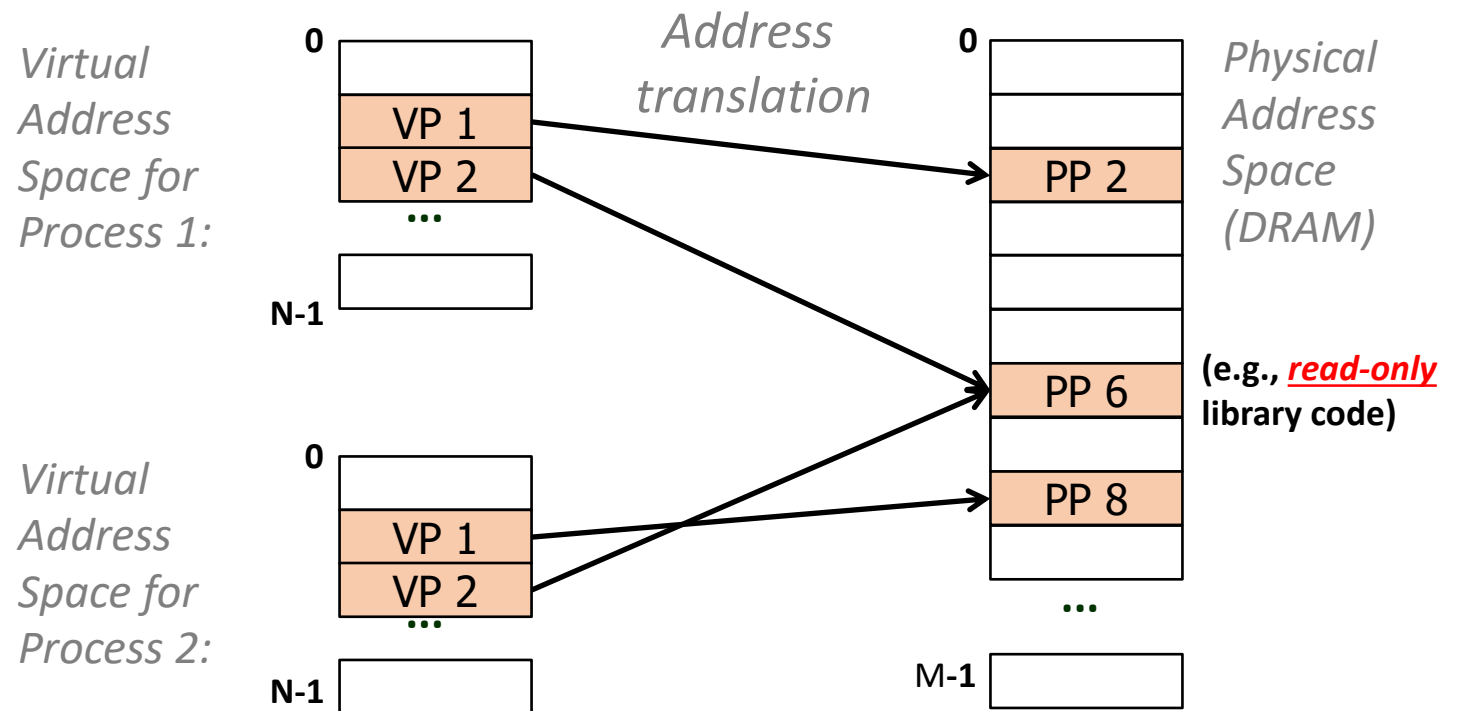 Virtual
Address
Space for
Process 1:
0
VP 1
VP 2
...
N-1
Address
translation
0
PP 2
PP 6
PP 8
...
M-1
Physical
Address
Space
(DRAM)
(e.g., read-only
library code)
Virtual
Address
Space for
Process 2:
0
VP 1
VP 2
...
N-1